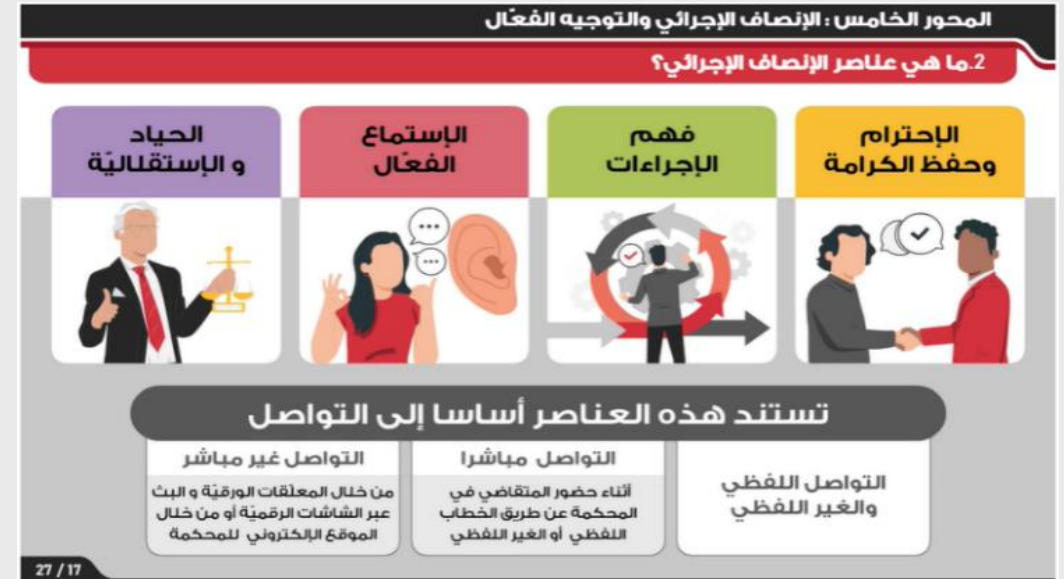 المحور الخامس : الإنصاف الإجرائي والتوجيه الفعّال
2.ما هي عناصر الإنصاف الإجرائي؟
الإحترام
وحفظ الكرامة
فهم
الإجراءات
الإستماع
الفعّال
الحياد
و الإستقلاليّة
تستند هذه العناصر أساسا إلى التواصل
التواصل اللفظي
والغير اللفظي
التواصل مباشرا
أثناء حضور المتقاضي في
المحكمة عن طريق الخطاب
اللفظي أو الغير اللفظي
التواصل غير مباشر
من خلال المعلّقات الورقيّة و البث
عبر الشاشات الرقميّة أو من خلال
الموقع الإلكتروني للمحكمة
27 / 17